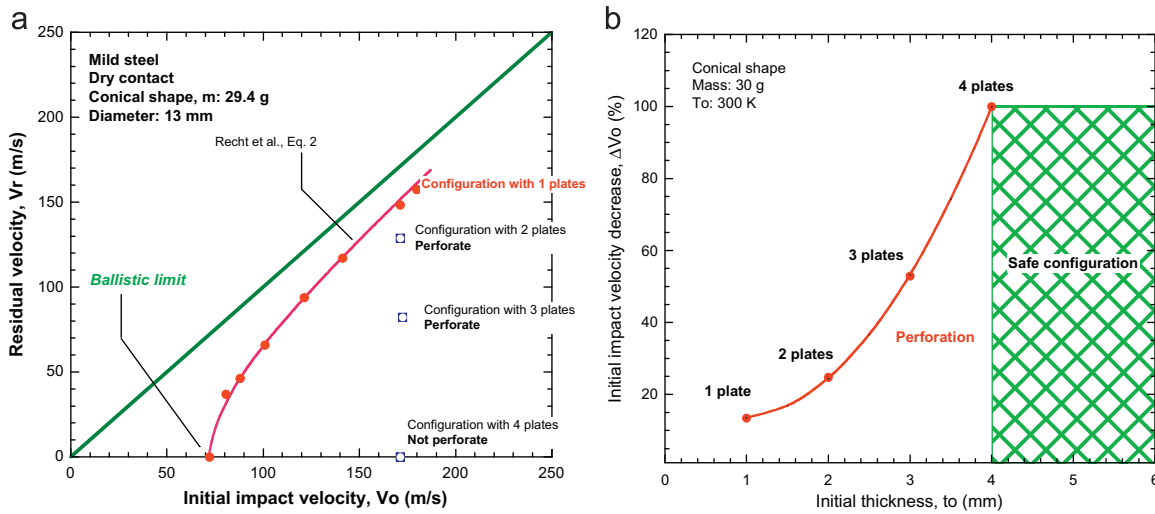 a
250
200
150
100
50
0
0
50
100
150
200
250
Residual velocity, Vr (m/s)
Initial impact velocity, Vo (m/s)
Mild steel
Dry contact
Conical shape, m: 29.4 g
Diameter: 13 mm
Recht et al., Eq. 2
Configuration with 1 plates
Configuration with 2 plates
Perforate
Ballistic limit
Configuration with 3 plates
Perforate
Configuration with 4 plates
Not perforate
b
120
100
80
60
40
20
0
1
2
3
4
5
6
Initial impact velocity decrease, ΔVo (%)
Initial thickness, to (mm)
Conical shape
Mass: 30 g
To: 300 K
4 plates
3 plates
Safe configuration
Perforation
2 plates
1 plate